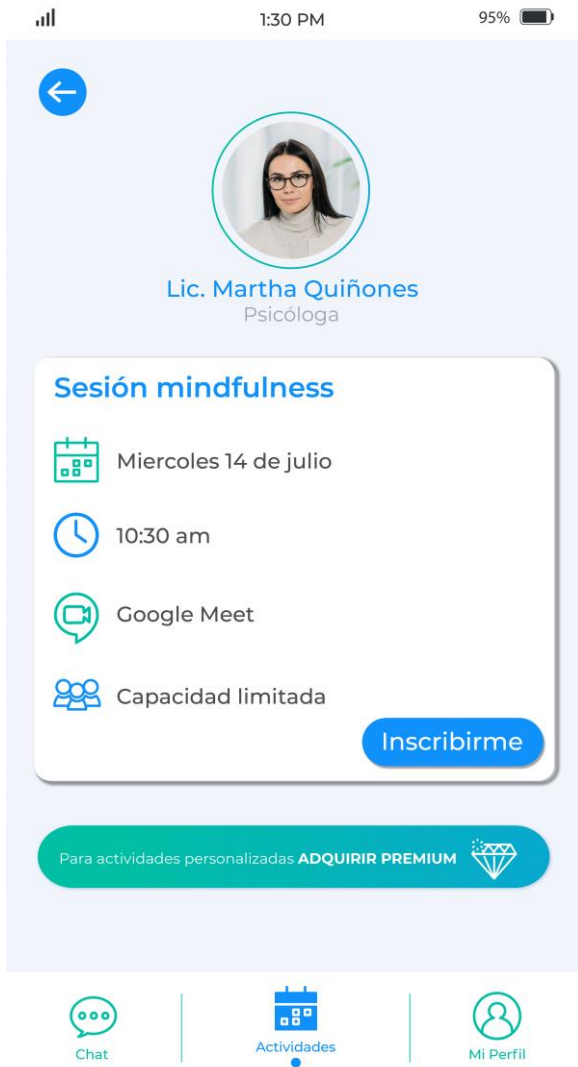 1:30 PM
95%
Lic. Martha Quiñones
Psicóloga
Sesión mindfulness
Miercoles 14 de julio
10:30 am
Google Meet
Capacidad limitada
Inscribirme
Para actividades personalizadas ADQUIRIR PREMIUM
Chat
Actividades
Mi Perfil